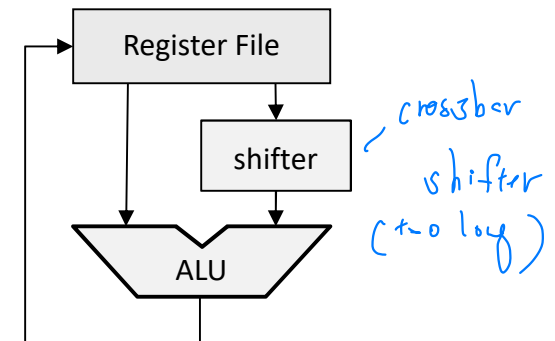 Register File
shifter
ALU
crossbar
shifter
(too long)